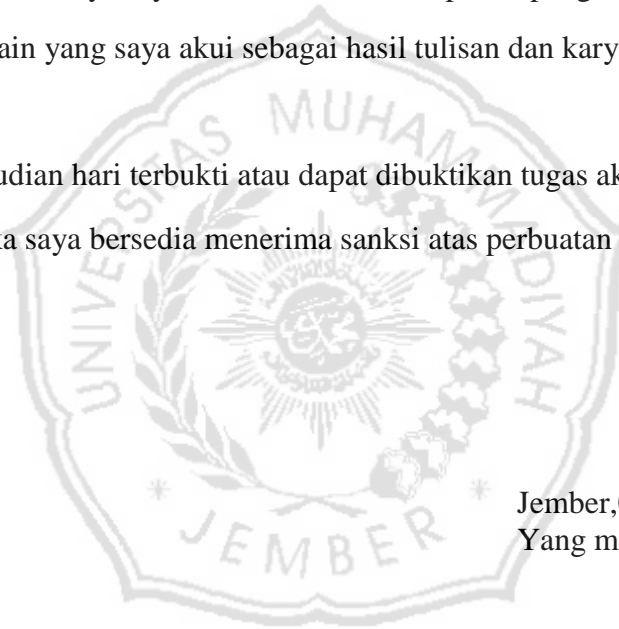 ain yang saya akui sebagai hasil tulisan dan kary
udian hari terbukti atau dapat dibuktikan tugas ak
ka saya bersedia menerima sanksi atas perbuatan
UNIVERSITAS MUHAMMADIYAH
* JEMBER *
Jember,
Yang m